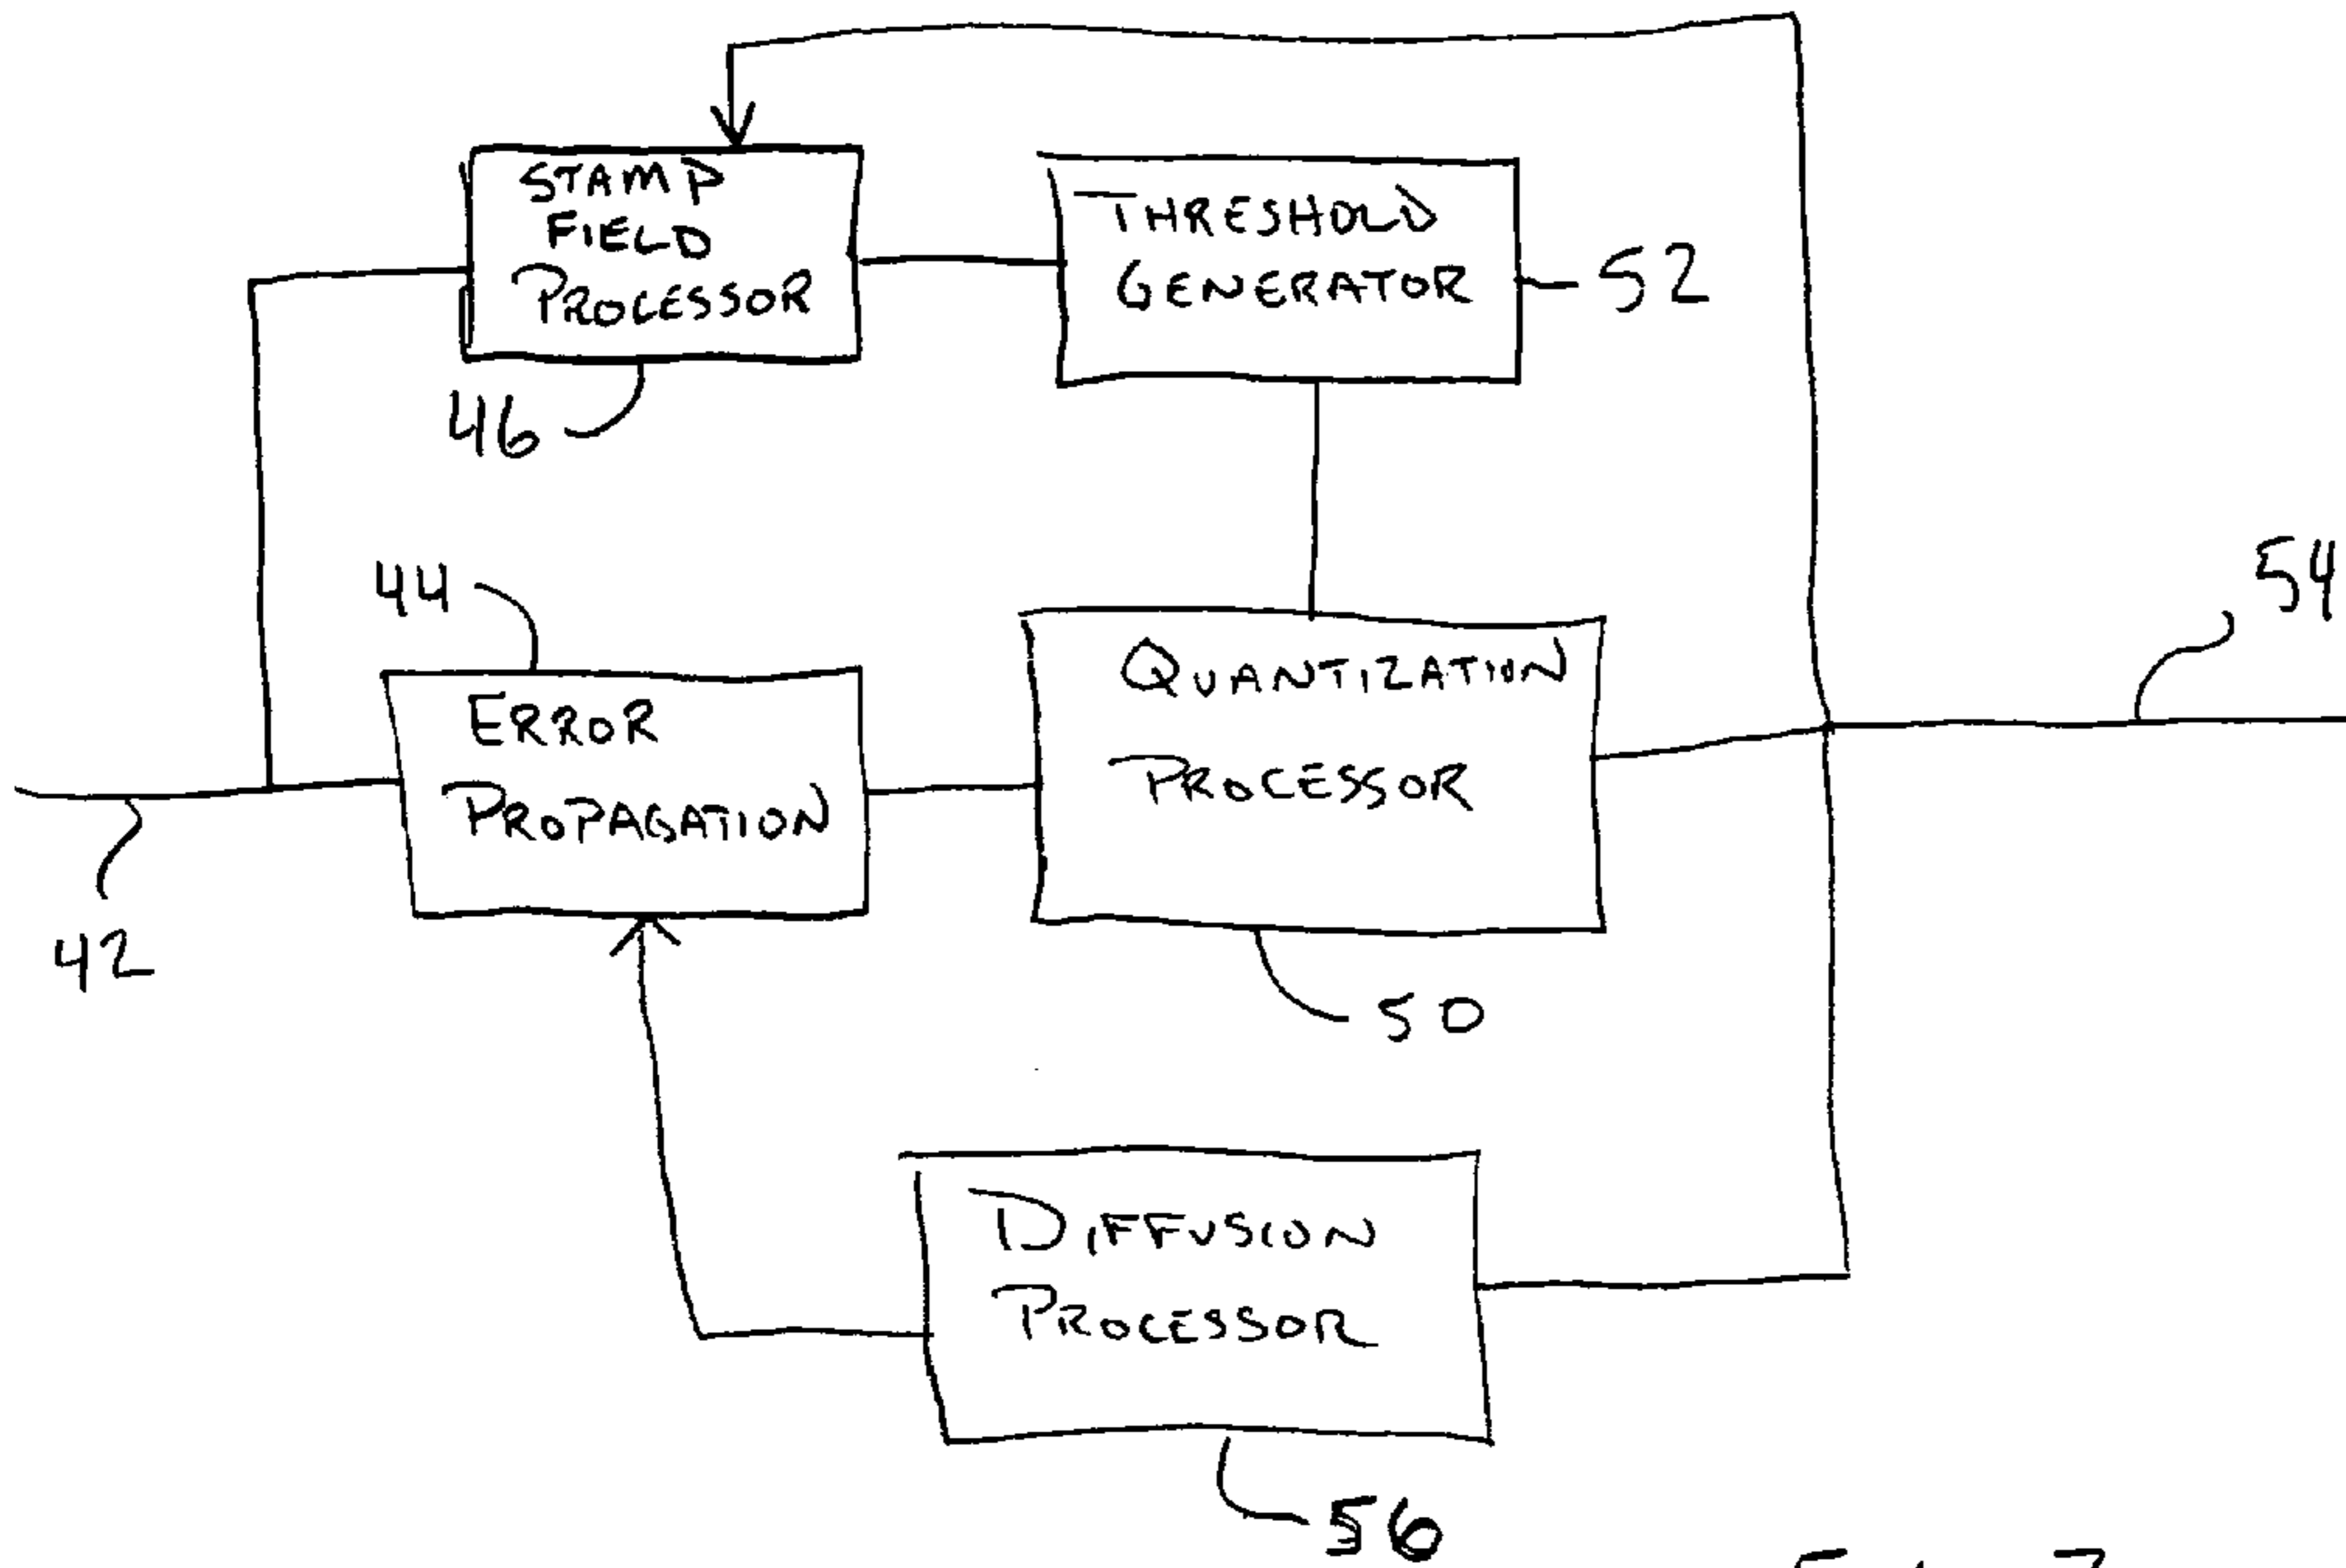 STAMP
FIELD
PROCESSOR
THRESHOLD
GENERATOR
52
46
54
44
ERROR
PROPAGATION
QUANTIZATION
PROCESSOR
42
50
DIFFUSION
PROCESSOR
56